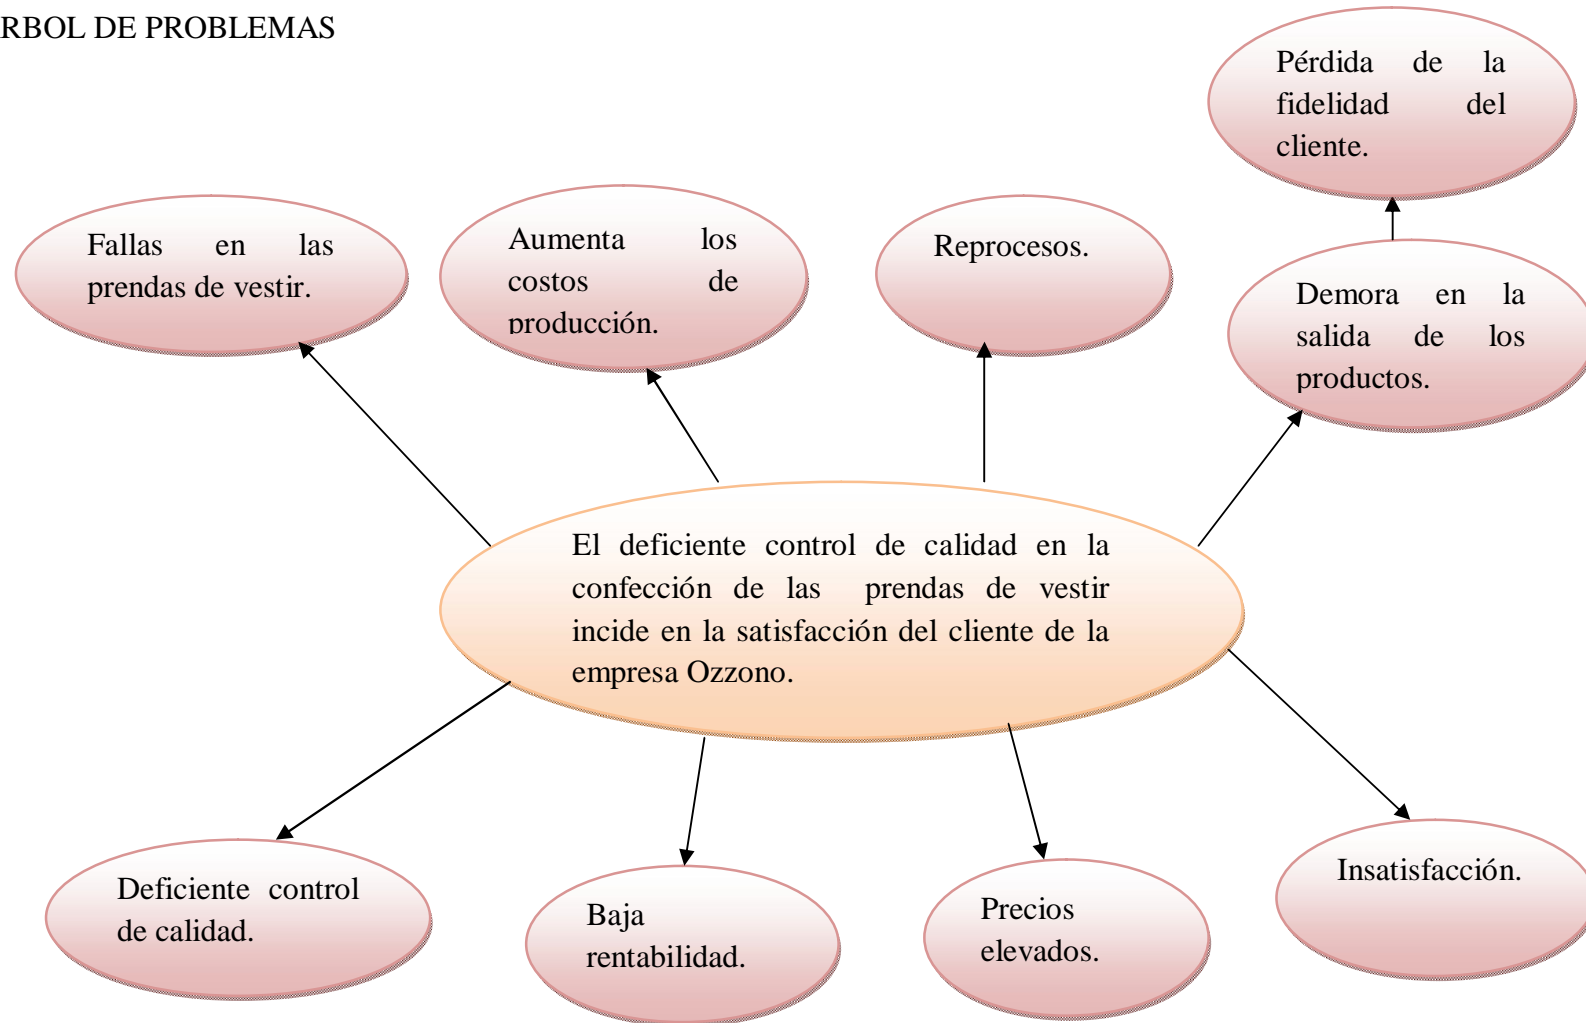 RBOL DE PROBLEMAS
Pérdida de la
fidelidad del
cliente.
Fallas en las
prendas de vestir.
Aumenta los
costos de
producción.
Reprocesos.
Demora en la
salida de los
productos.
El deficiente control de calidad en la
confección de las prendas de vestir
incide en la satisfacción del cliente de la
empresa Ozzono.
Deficiente control
de calidad.
Baja
rentabilidad.
Precios
elevados.
Insatisfacción.